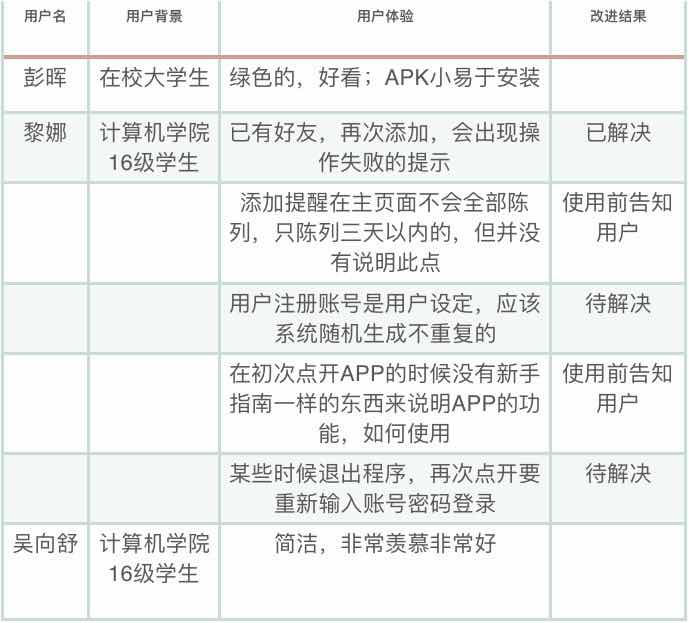 用户名 用户背景 用户体验 改进结果
彭晖 在校大学生 绿色的，好看；APK小易于安装
黎娜 计算机学院 已有好友，再次添加，会出现操 已解决
16级学生 作失败的提示
添加提醒在主页面不会全部陈 使用前告知
列，只陈列三天以内的，但并没 用户
有说明此点
用户注册账号是用户设定，应该 待解决
系统随机生成不重复的
在初次点开APP的时候没有新手 使用前告知
指南一样的东西来说明APP的功 用户
能，如何使用
某些时候退出程序，再次点开要 待解决
重新输入账号密码登录
吴向舒 计算机学院 简洁，非常羡慕非常好
16级学生